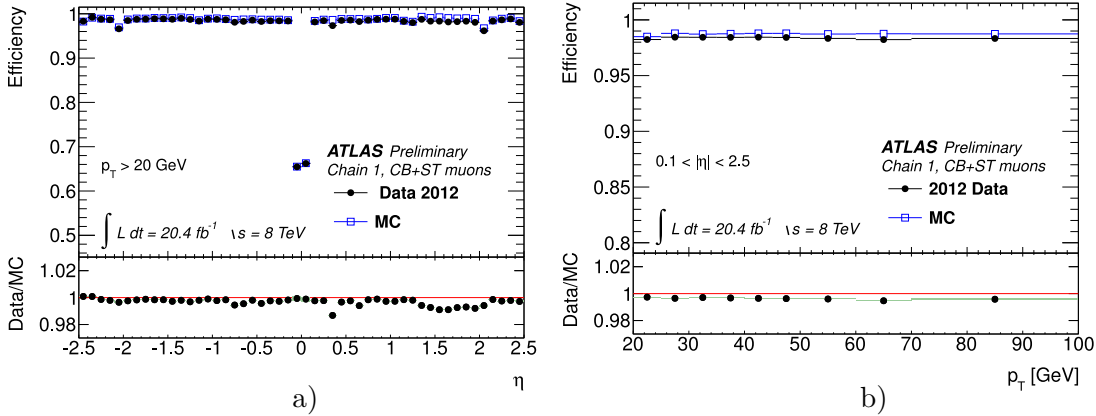 Efficiency
1
0.9
0.8
0.7
0.6
0.5
p_T > 20 GeV
ATLAS Preliminary
Chain 1, CB+ST muons
Data 2012
MC
∫ L dt = 20.4 fb⁻¹ √s = 8 TeV
Data/MC
1.02
1
0.98
-2.5 -2 -1.5 -1 -0.5 0 0.5 1 1.5 2 2.5
η
a)
Efficiency
1
0.95
0.9
0.85
0.8
0.1 < |η| < 2.5
ATLAS Preliminary
Chain 1, CB+ST muons
2012 Data
MC
∫ L dt = 20.4 fb⁻¹ √s = 8 TeV
Data/MC
1.02
1
0.98
20 30 40 50 60 70 80 90 100
p_T [GeV]
b)